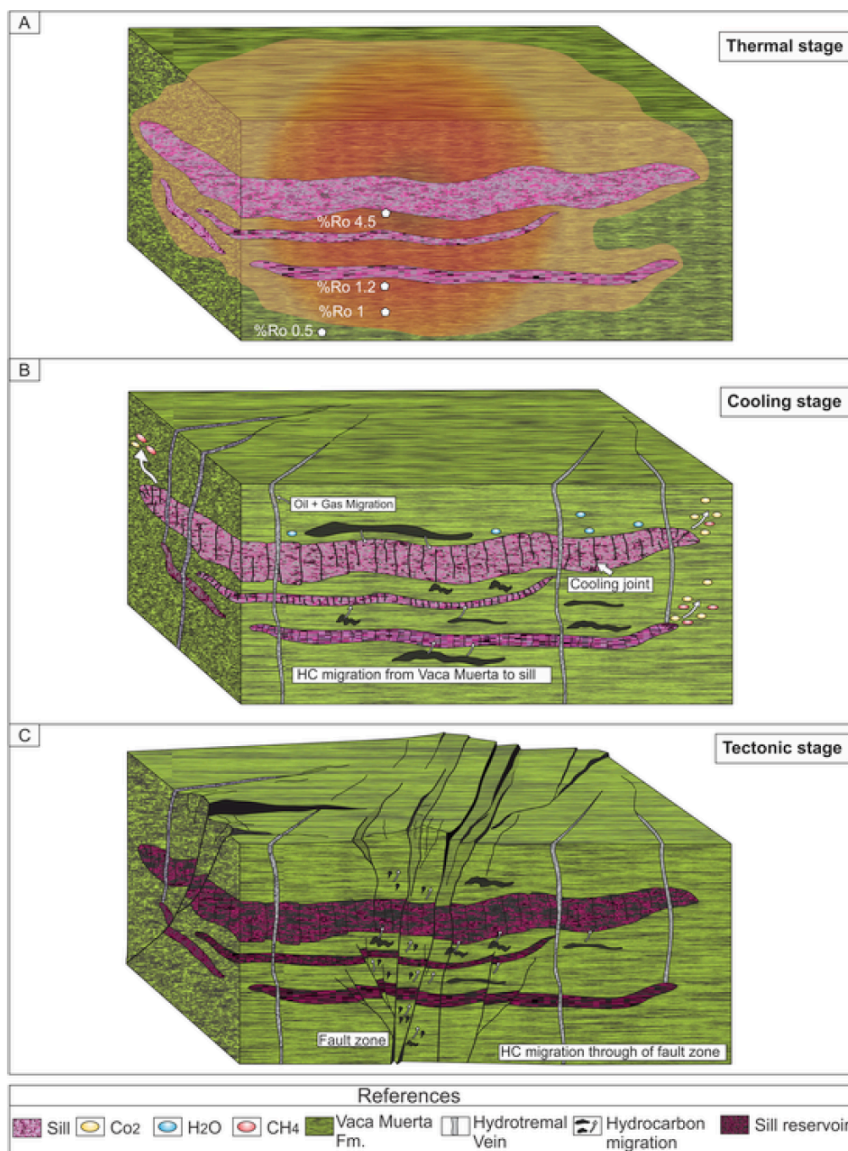 A
Thermal stage
%Ro 4.5
%Ro 1.2
%Ro 1
%Ro 0.5
B
Cooling stage
Oil + Gas Migration
Cooling joint
HC migration from Vaca Muerta to sill
C
Tectonic stage
Fault zone
HC migration through of fault zone
References
Sill
Co2
H2O
CH4
Vaca Muerta
Fm.
Hydrotremal
Vein
Hydrocarbon
migration
Sill reservoir